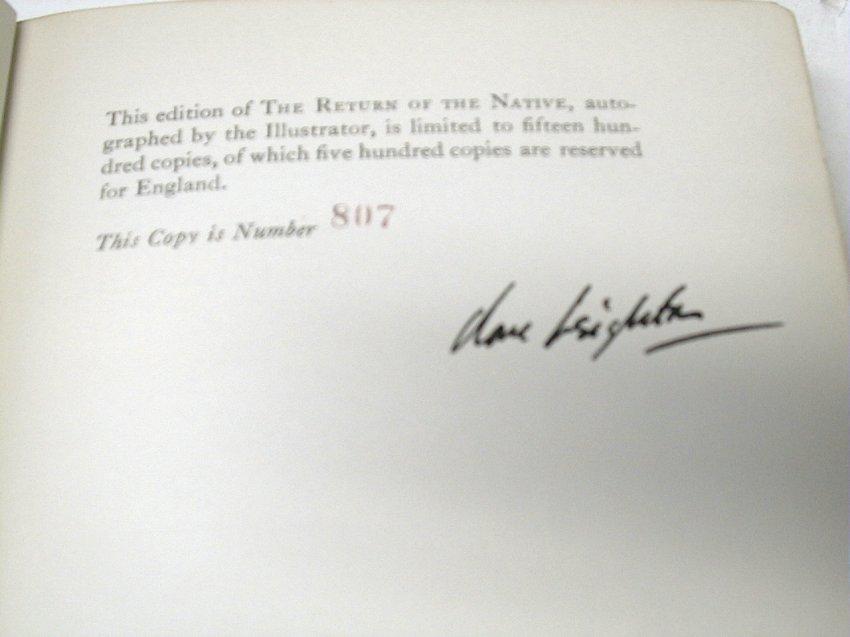 This edition of THE RETURN OF THE NATIVE, auto-
graphed by the Illustrator, is limited to fifteen hun-
dred copies, of which five hundred copies are reserved
for England.
This Copy is Number 807
Clare Leighton